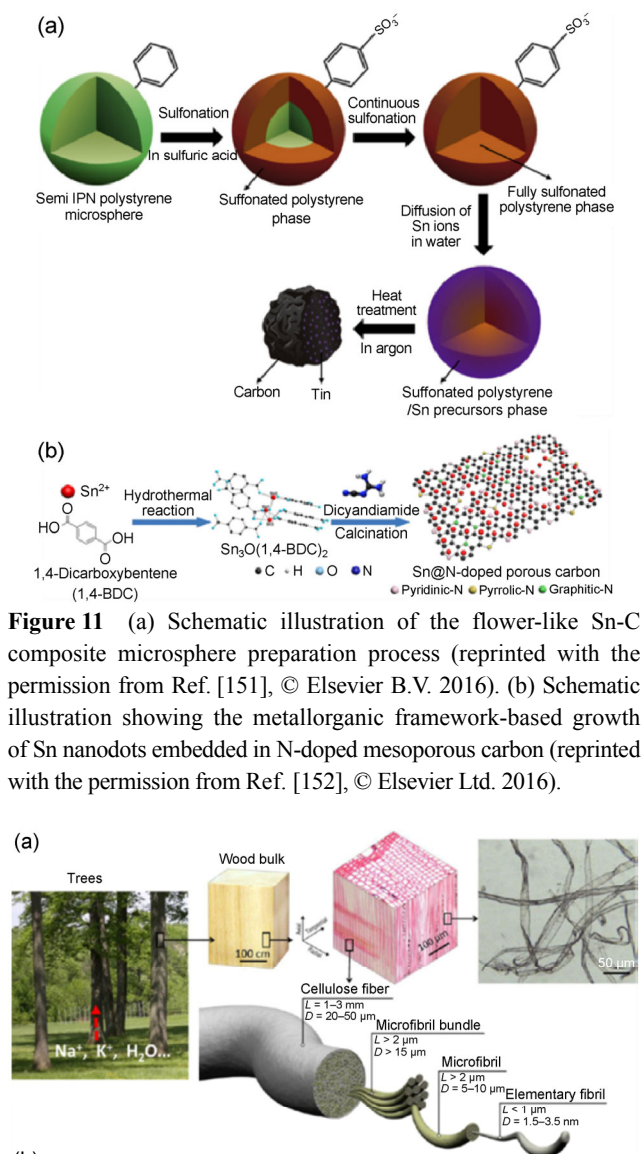 (a)
SO₃⁻
SO₃⁻
Sulfonation
In sulfuric acid
Continuous
sulfonation
Semi IPN polystyrene
microsphere
Suffonated polystyrene
phase
Fully sulfonated
polystyrene phase
Diffusion of
Sn ions
in water
Heat
treatment
In argon
Carbon
Tin
Suffonated polystyrene
/Sn precursors phase
(b)
Sn²⁺
O
HO
OH
O
1,4-Dicarboxybentene
(1,4-BDC)
Hydrothermal
reaction
Sn₃O(1,4-BDC)₂
C H O N
Dicyandiamide
Calcination
Sn@N-doped porous carbon
Pyridinic-N Pyrrolic-N Graphitic-N
Figure 11 (a) Schematic illustration of the flower-like Sn-C
composite microsphere preparation process (reprinted with the
permission from Ref. [151], © Elsevier B.V. 2016). (b) Schematic
illustration showing the metallorganic framework-based growth
of Sn nanodots embedded in N-doped mesoporous carbon (reprinted
with the permission from Ref. [152], © Elsevier Ltd. 2016).
(a)
Trees
Na⁺, K⁺, H₂O...
Wood bulk
100 cm
Axial
Tangential
Radial
100 μm
50 μm
Cellulose fiber
L = 1–3 mm
D = 20–50 μm
Microfibril bundle
L > 2 μm
D > 15 μm
Microfibril
L > 2 μm
D = 5–10 μm
Elementary fibril
L < 1 μm
D = 1.5–3.5 nm